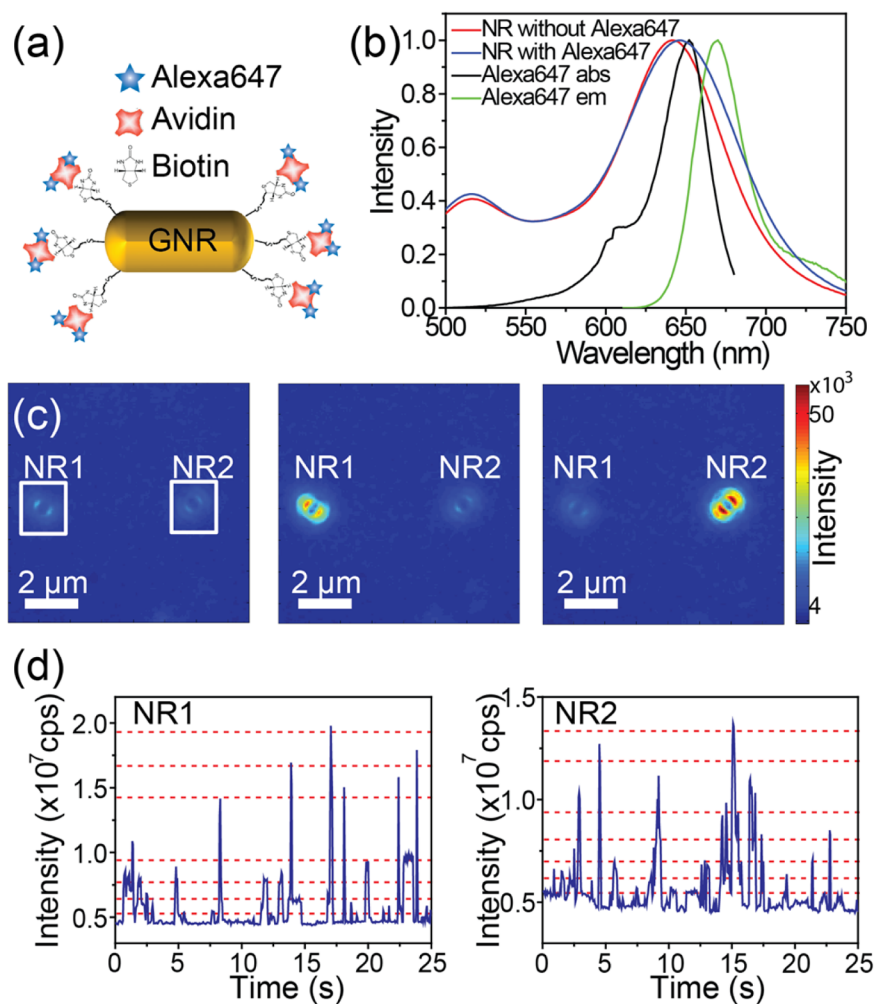 (a)
Alexa647
Avidin
Biotin
GNR
(b)
NR without Alexa647
NR with Alexa647
Alexa647 abs
Alexa647 em
Intensity
1.0
0.8
0.6
0.4
0.2
0.0
500 550 600 650 700 750
Wavelength (nm)
(c)
NR1 NR2
2 μm
NR1 NR2
2 μm
NR1 NR2
2 μm
x10³
50
4
Intensity
(d)
NR1
Intensity (x10⁷cps)
2.0
1.5
1.0
0.5
0 5 10 15 20 25
Time (s)
NR2
Intensity (x10⁷cps)
1.5
1.0
0.5
0 5 10 15 20 25
Time (s)